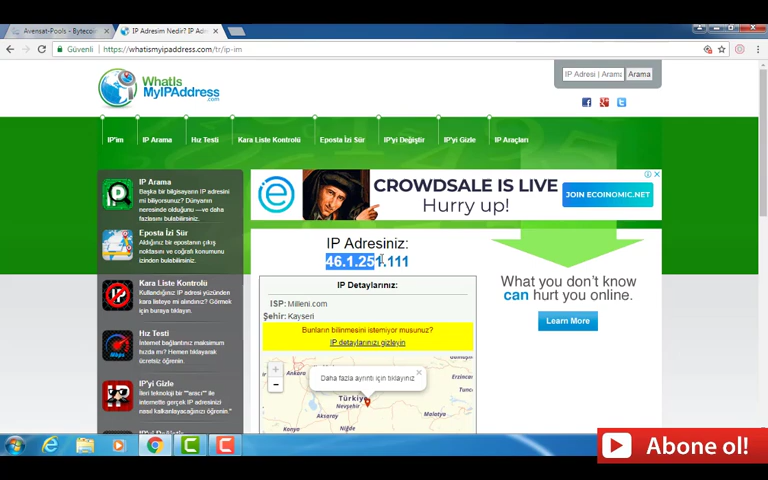 Avensat-Pools - Bytecoin
IP Adresim Nedir? IP Adr
Güvenli
https://whatismyipaddress.com/tr/ip-im
WhatIs
MyIPAddress
.com
IP Adresi | Arama
Arama
IP'im
IP Arama
Hız Testi
Kara Liste Kontrolü
Eposta İzi Sür
IP'yi Değiştir
IP'yi Gizle
IP Araçları
IP Arama
Başka bir bilgisayarın IP adresini
mi biliyorsunuz? Dünyanın
neresinde olduğunu —ve daha
fazlasını bulabilirsiniz.
Eposta İzi Sür
Aldığınız bir epostanın çıkış
noktasını ve coğrafi konumunu
izinden bulabilirsiniz.
Kara Liste Kontrolü
Kullandığınız IP adresi yüzünden
kara listeye mi alındınız? Görmek
için buraya tıklayın.
Hız Testi
İnternet bağlantınız maksimum
hızda mı? Hemen ilklayarak
ücretsiz öğrenin.
IP'yi Gizle
İleri teknoloji bir ""aracı"" ile
internette gerçek IP adresinizi
nasıl kalkanlayacağınızı öğrenin."
CROWDSALE IS LIVE
Hurry up!
JOIN ECOINOMIC.NET
IP Adresiniz:
46.1.254.111
IP Detaylarınız:
ISP: Milleni.com
Şehir: Kayseri
Bunların bilinmesini istemiyor musunuz?
IP detaylarınızı gizleyin
Daha fazla ayrıntı için tıklayınız
Ankara
Erzincan
Türkiye
Nevşehir
Aksaray
Malatya
Niğde
Konya
What you don't know
can hurt you online.
Learn More
Abone ol!